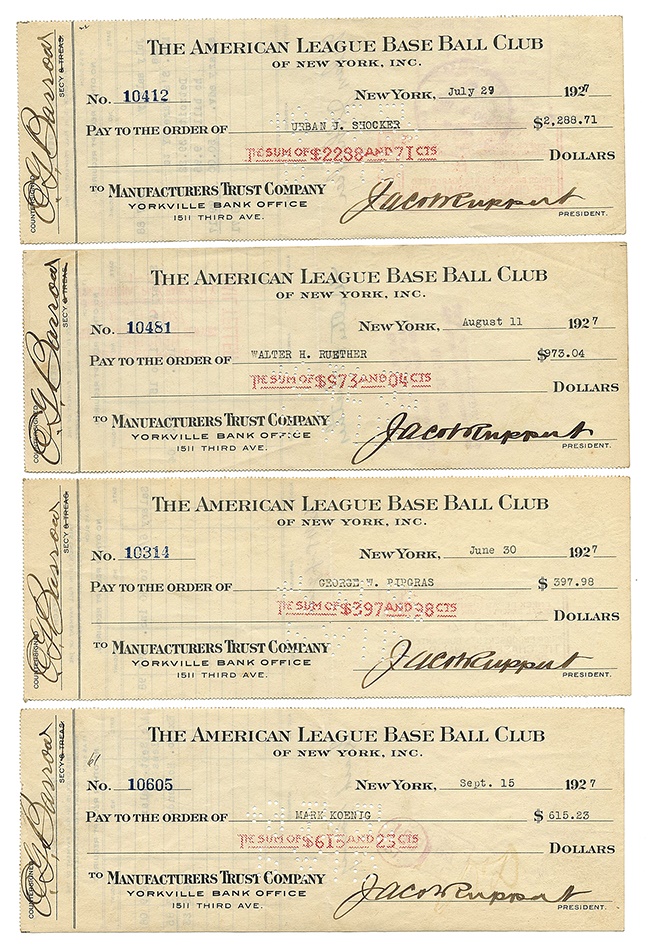 THE AMERICAN LEAGUE BASE BALL CLUB
OF NEW YORK, INC.
No. 10412 NEW YORK, July 29 1927
PAY TO THE ORDER OF URBAN J. SHOCKER $2,288.71
THE SUM OF $2288 AND 71 CTS
DOLLARS
TO MANUFACTURERS TRUST COMPANY
YORKVILLE BANK OFFICE
1511 THIRD AVE.
Jacob Ruppert
PRESIDENT.
COUNTERSIGNED
E G Barrow
SECY & TREAS.
THE AMERICAN LEAGUE BASE BALL CLUB
OF NEW YORK, INC.
No. 10481 NEW YORK, August 11 1927
PAY TO THE ORDER OF WALTER H. RUETHER $973.04
THE SUM OF $973 AND 04 CTS
DOLLARS
TO MANUFACTURERS TRUST COMPANY
YORKVILLE BANK OFFICE
1511 THIRD AVE.
Jacob Ruppert
PRESIDENT.
COUNTERSIGNED
E G Barrow
SECY & TREAS.
THE AMERICAN LEAGUE BASE BALL CLUB
OF NEW YORK, INC.
No. 10314 NEW YORK, June 30 1927
PAY TO THE ORDER OF GEORGE W. PIPGRAS $ 397.98
THE SUM OF $397 AND 98 CTS
DOLLARS
TO MANUFACTURERS TRUST COMPANY
YORKVILLE BANK OFFICE
1511 THIRD AVE.
Jacob Ruppert
PRESIDENT.
COUNTERSIGNED
E G Barrow
SECY & TREAS.
THE AMERICAN LEAGUE BASE BALL CLUB
OF NEW YORK, INC.
61
No. 10605 NEW YORK, Sept. 15 1927
PAY TO THE ORDER OF MARK KOENIG $ 615.23
THE SUM OF $615 AND 23 CTS
DOLLARS
TO MANUFACTURERS TRUST COMPANY
YORKVILLE BANK OFFICE
1511 THIRD AVE.
Jacob Ruppert
PRESIDENT.
COUNTERSIGNED
E G Barrow
SECY & TREAS.